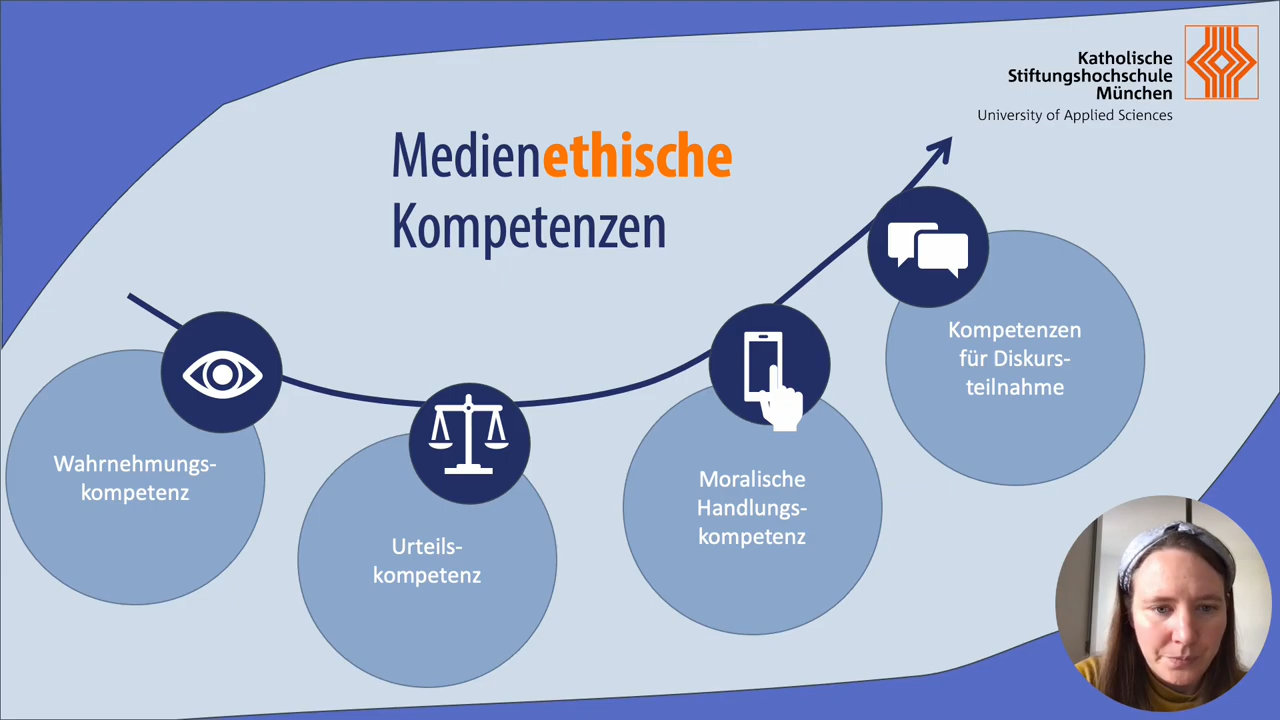 Katholische
Stiftungshochschule
München
University of Applied Sciences
Medienethische
Kompetenzen
Wahrnehmungs-
kompetenz
Urteils-
kompetenz
Moralische
Handlungs-
kompetenz
Kompetenzen
für Diskurs-
teilnahme